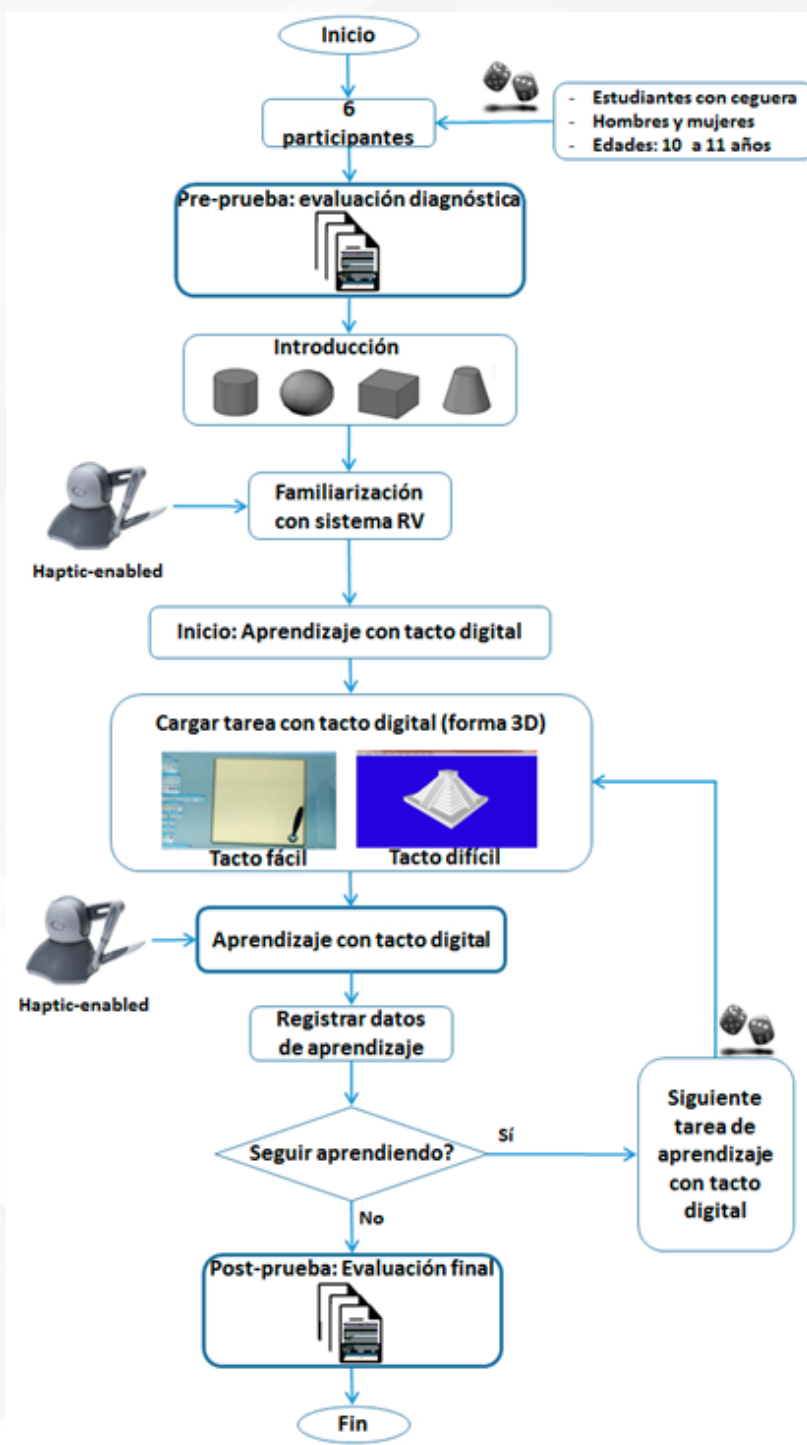 Inicio
6
participantes
- Estudiantes con ceguera
- Hombres y mujeres
- Edades: 10 a 11 años
Pre-prueba: evaluación diagnóstica
Introducción
Familiarización
con sistema RV
Haptic-enabled
Inicio: Aprendizaje con tacto digital
Cargar tarea con tacto digital (forma 3D)
Tacto fácil
Tacto difícil
Aprendizaje con tacto digital
Haptic-enabled
Registrar datos
de aprendizaje
Seguir aprendiendo?
Sí
Siguiente
tarea de
aprendizaje
con tacto
digital
No
Post-prueba: Evaluación final
Fin